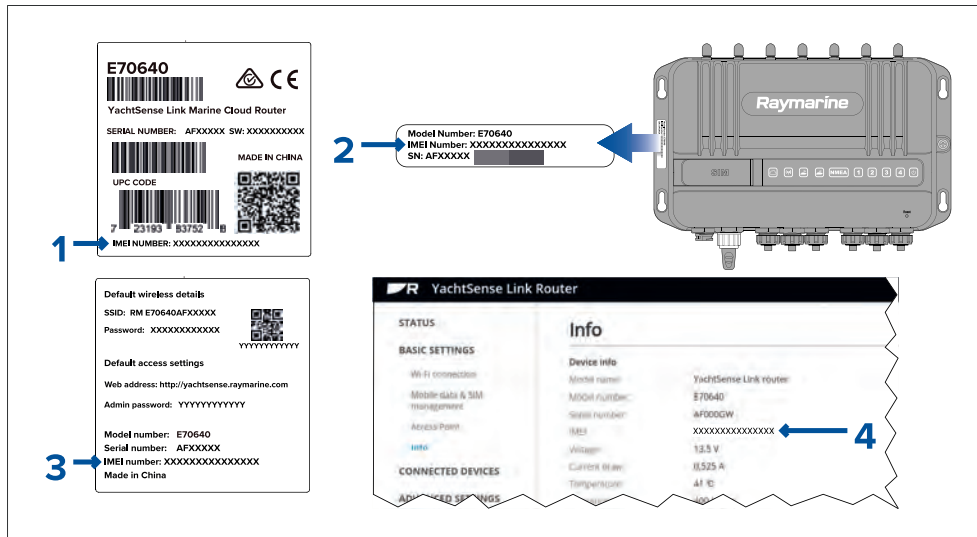 E70640
CE
YachtSense Link Marine Cloud Router
SERIAL NUMBER: AFXXXXX SW: XXXXXXXXXX
MADE IN CHINA
UPC CODE
7 23193 83752 8
1
IMEI NUMBER: XXXXXXXXXXXXXXX
2
Model Number: E70640
IMEI Number: XXXXXXXXXXXXXXX
SN: AFXXXXX
Raymarine
SIM
NMEA 1 2 3 4
Default wireless details
SSID: RM E70640AFXXXXX
Password: XXXXXXXXXXXX
YYYYYYYYYYYY
Default access settings
Web address: http://yachtsense.raymarine.com
Admin password: YYYYYYYYYYYY
Model number: E70640
Serial number: AFXXXXX
3
IMEI number: XXXXXXXXXXXXXXX
Made in China
R YachtSense Link Router
STATUS
BASIC SETTINGS
Wi-Fi connection
Mobile data & SIM
management
Access Point
Info
CONNECTED DEVICES
ADVANCED SETTINGS
Info
Device info
Model name: YachtSense Link router
Model number: E70640
Serial number: AF000GW
IMEI XXXXXXXXXXXXXXX
4
Voltage: 13.5 V
Current draw: 0.525 A
Temperature: 41 °C